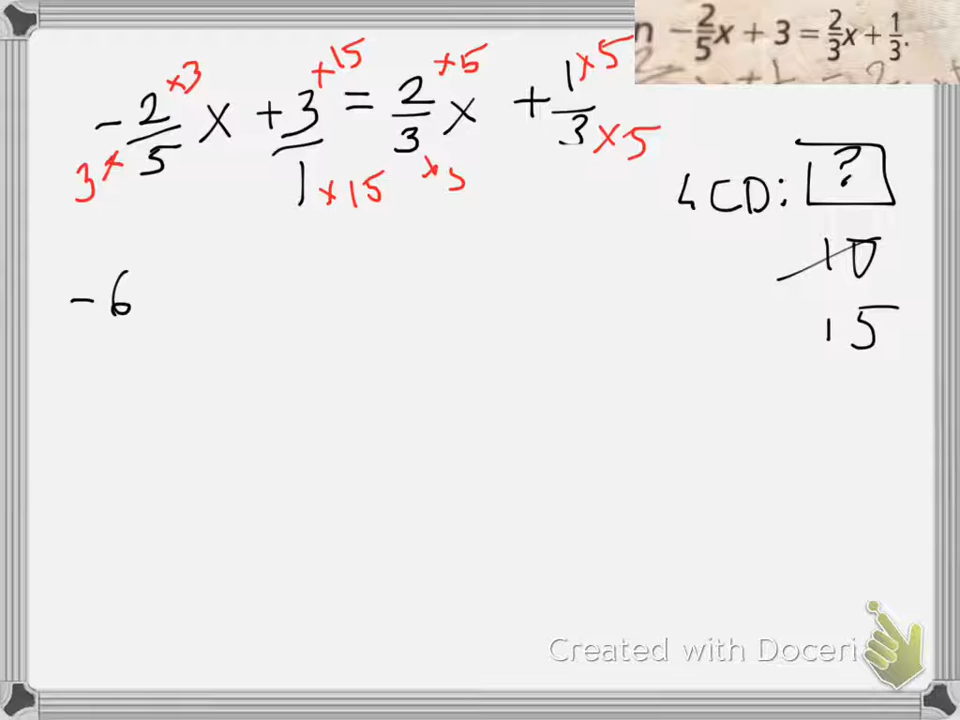 n -2/5x + 3 = 2/3x + 1/3.
-2/5 x + 3/1 = 2/3 x + 1/3
×3 ×15 ×5 ×5
3× ×15 ×5 ×5
LCD: ?
10
15
-6
Created with Doceri